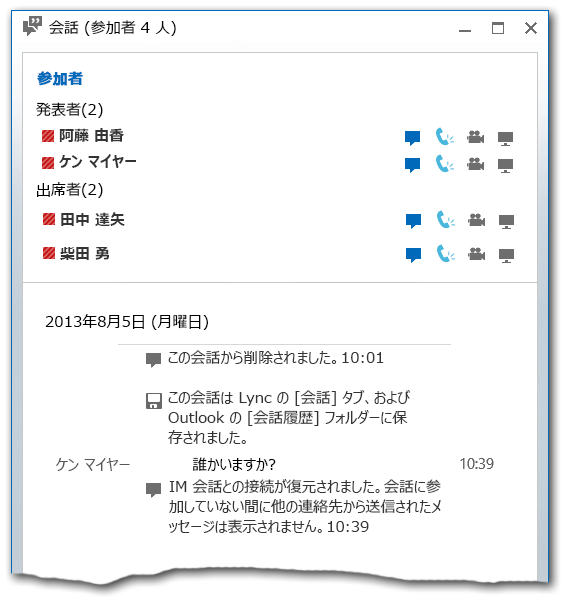 会話 (参加者 4 人)
参加者
発表者(2)
阿藤 由香
ケン マイヤー
出席者(2)
田中 達矢
柴田 勇
2013年8月5日 (月曜日)
この会話から削除されました。10:01
この会話は Lync の [会話] タブ、および
Outlook の [会話履歴] フォルダーに保
存されました。
ケン マイヤー 誰かいますか? 10:39
IM 会話との接続が復元されました。会話に参
加していない間に他の連絡先から送信されたメ
ッセージは表示されません。10:39